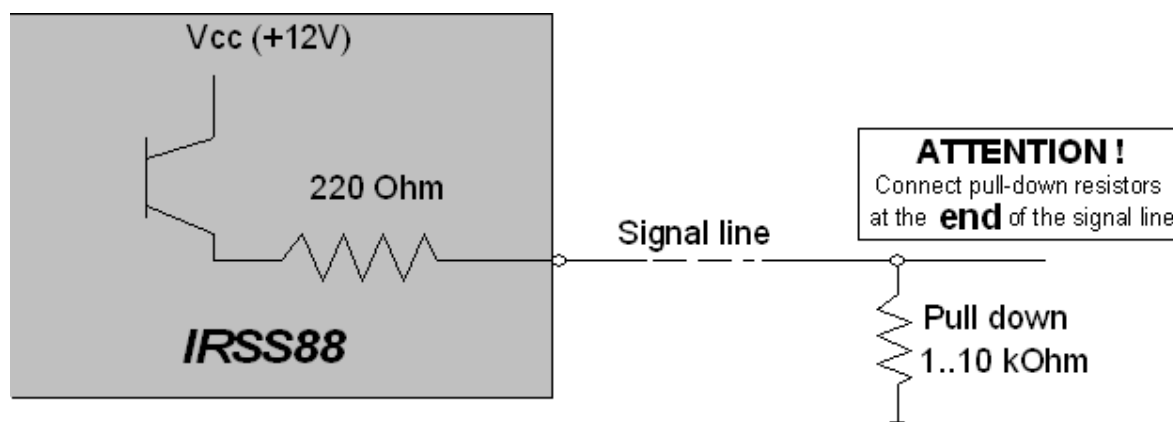 Vcc (+12V)
220 Ohm
IRSS88
Signal line
ATTENTION !
Connect pull-down resistors
at the end of the signal line
Pull down
1..10 kOhm